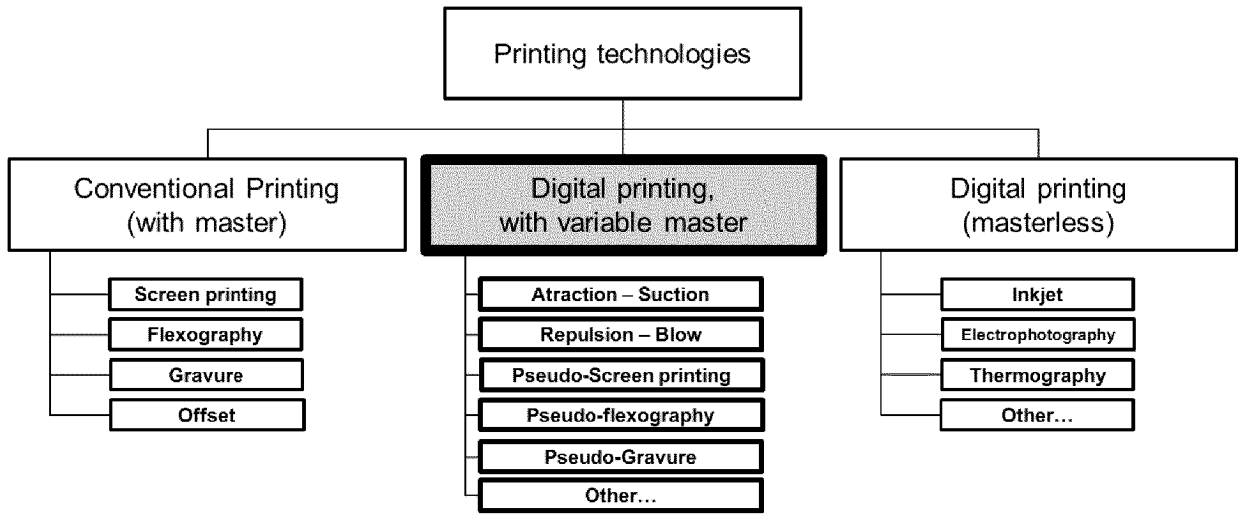 Printing technologies
Conventional Printing
(with master)
Screen printing
Flexography
Gravure
Offset
Digital printing,
with variable master
Atraction – Suction
Repulsion – Blow
Pseudo-Screen printing
Pseudo-flexography
Pseudo-Gravure
Other…
Digital printing
(masterless)
Inkjet
Electrophotography
Thermography
Other…